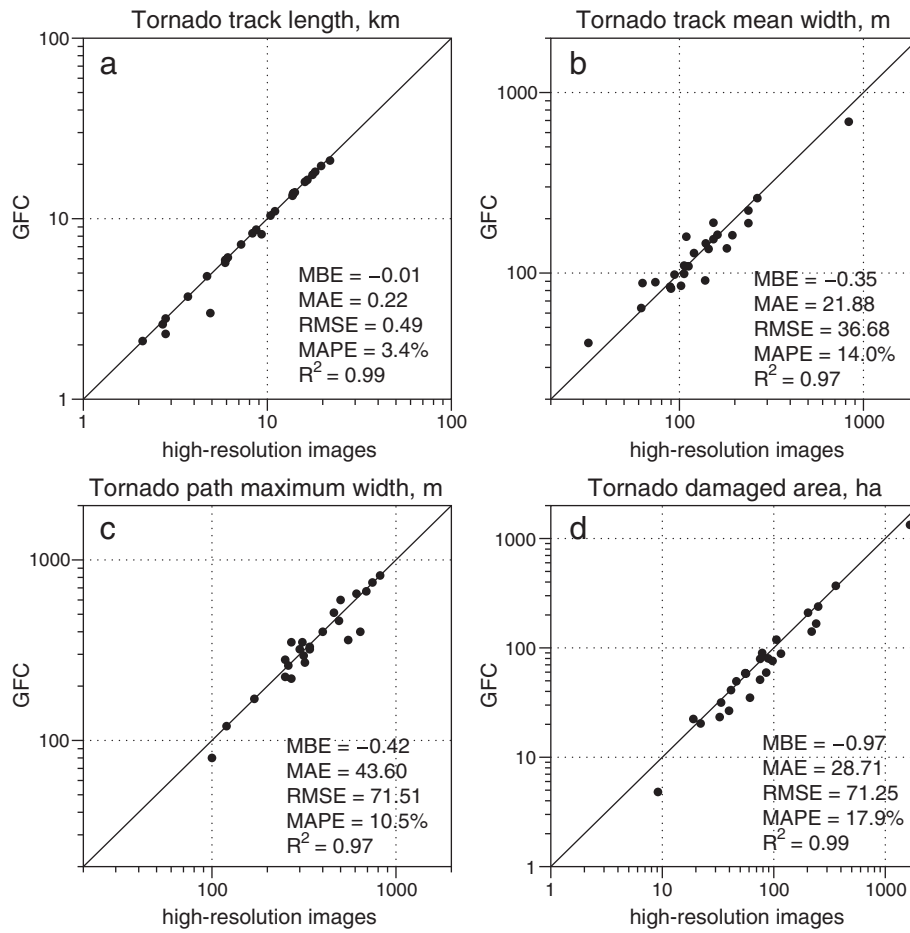 Tornado track length, km
a
100
10
1
GFC
MBE = −0.01
MAE = 0.22
RMSE = 0.49
MAPE = 3.4%
R² = 0.99
1 10 100
high-resolution images
Tornado track mean width, m
b
1000
100
GFC
MBE = −0.35
MAE = 21.88
RMSE = 36.68
MAPE = 14.0%
R² = 0.97
100 1000
high-resolution images
Tornado path maximum width, m
c
1000
100
GFC
MBE = −0.42
MAE = 43.60
RMSE = 71.51
MAPE = 10.5%
R² = 0.97
100 1000
high-resolution images
Tornado damaged area, ha
d
1000
100
10
1
GFC
MBE = −0.97
MAE = 28.71
RMSE = 71.25
MAPE = 17.9%
R² = 0.99
1 10 100 1000
high-resolution images